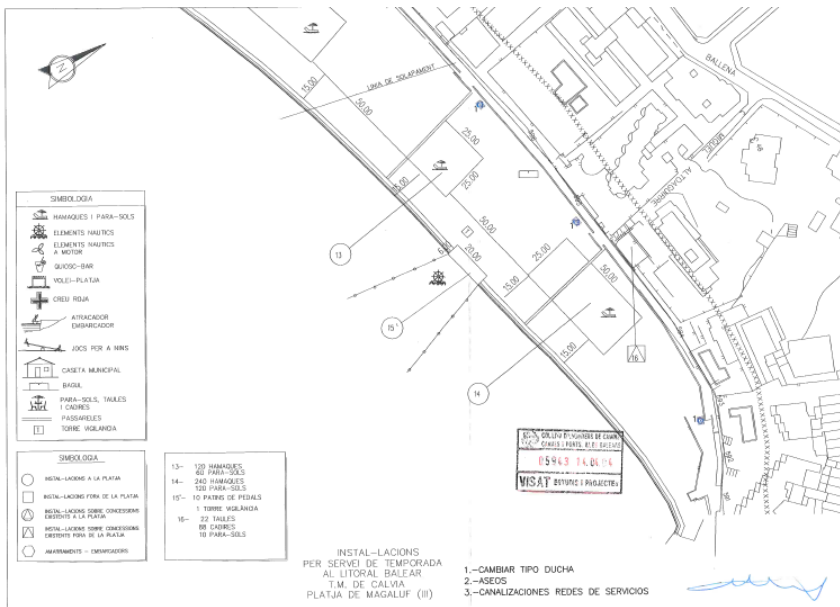 BALLENA
MIQUEL
ALTOAGUIRRE
LINIA DE SOLAPAMENT
15.00
50.00
25.00
25.00
15.00
50.00
6.00
20.00
25.00
15.00
50.00
15.00
13
15'
14
16
N
SIMBOLOGIA
HAMAQUES I PARA-SOLS
ELEMENTS NAUTICS
ELEMENTS NAUTICS
A MOTOR
QUIOSC-BAR
VOLEI-PLATJA
CREU ROJA
ATRACADOR
EMBARCADOR
JOCS PER A NINS
CASETA MUNICIPAL
BAGUL
PARA-SOLS, TAULES
I CADIRES
PASSARELES
TORRE VIGILANCIA
SIMBOLOGIA
INSTAL-LACIONS A LA PLATJA
INSTAL-LACIONS FORA DE LA PLATJA
INSTAL-LACIONS SOBRE CONCESSIONS
EXISTENTS A LA PLATJA
INSTAL-LACIONS SOBRE CONCESSIONS
EXISTENTS FORA DE LA PLATJA
AMARRAMENTS - EMBARCADORS
13- 120 HAMAQUES
60 PARA-SOLS
14- 240 HAMAQUES
120 PARA-SOLS
15'- 10 PATINS DE PEDALS
1 TORRE VIGILÀNCIA
16- 22 TAULES
88 CADIRES
10 PARA-SOLS
VISAT ESTUDIS I PROJECTES
INSTAL-LACIONS
PER SERVEI DE TEMPORADA
AL LITORAL BALEAR
T.M. DE CALVIA
PLATJA DE MAGALUF (III)
1.-CAMBIAR TIPO DUCHA
2.-ASEOS
3.-CANALIZACIONES REDES DE SERVICIOS